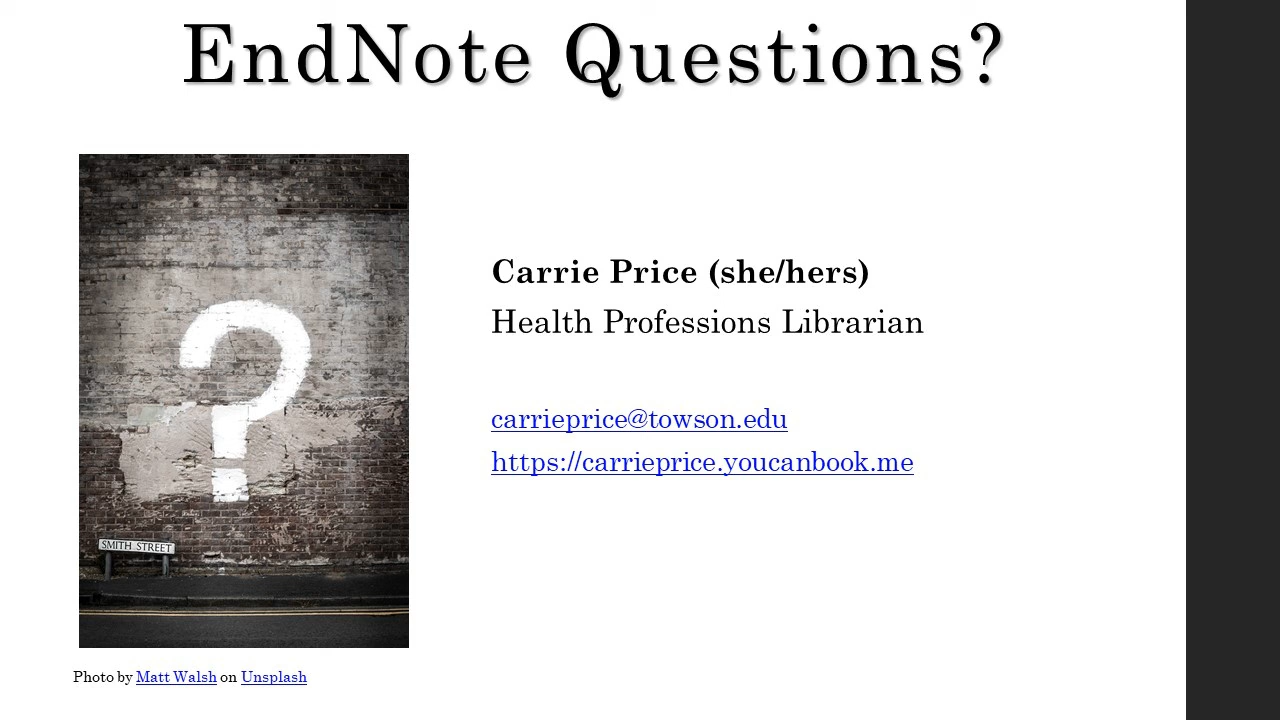 EndNote Questions?
Carrie Price (she/hers)
Health Professions Librarian
carrieprice@towson.edu
https://carrieprice.youcanbook.me
?
SMITH STREET
Photo by Matt Walsh on Unsplash